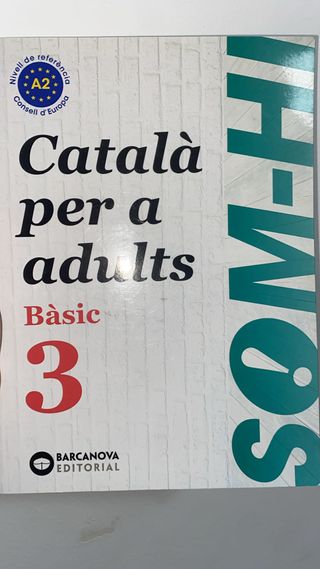 Nivell de referència
A2
Consell d'Europa
Català
per a
adults
Bàsic
3
BARCANOVA
EDITORIAL
SOM-HI